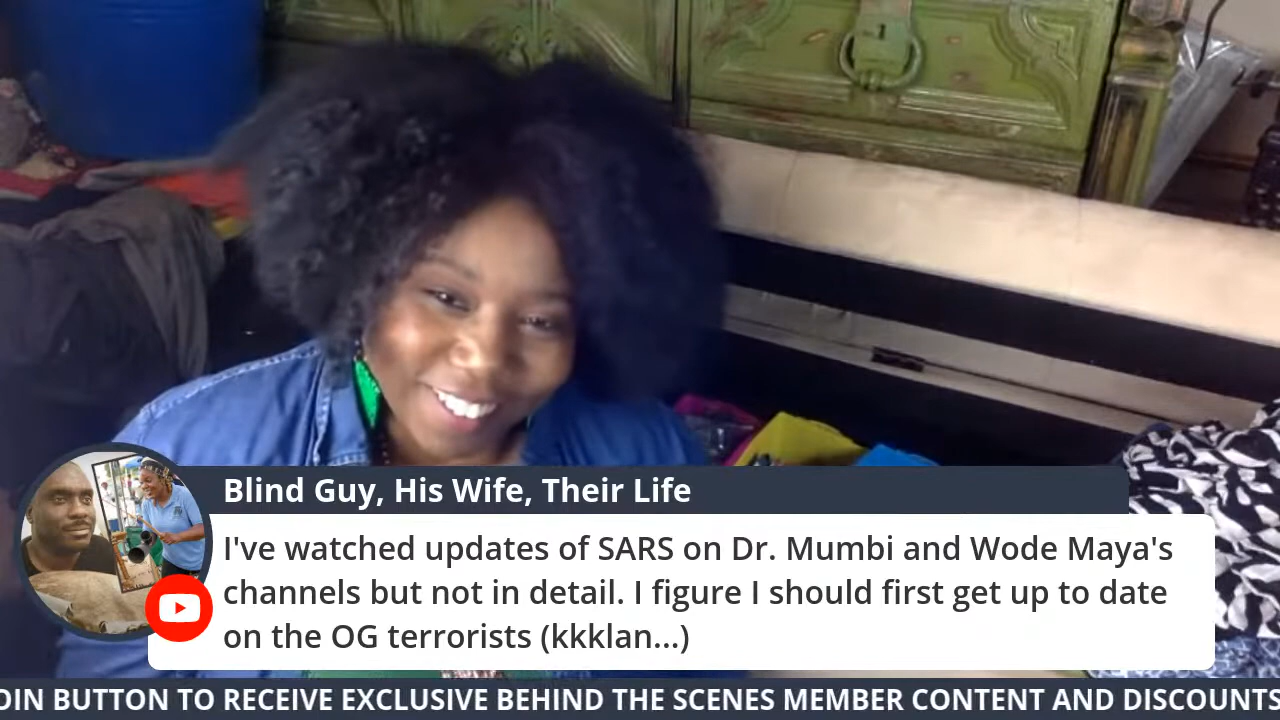 Blind Guy, His Wife, Their Life
I've watched updates of SARS on Dr. Mumbi and Wode Maya's
channels but not in detail. I figure I should first get up to date
on the OG terrorists (kkklan...)
OIN BUTTON TO RECEIVE EXCLUSIVE BEHIND THE SCENES MEMBER CONTENT AND DISCOUNTS